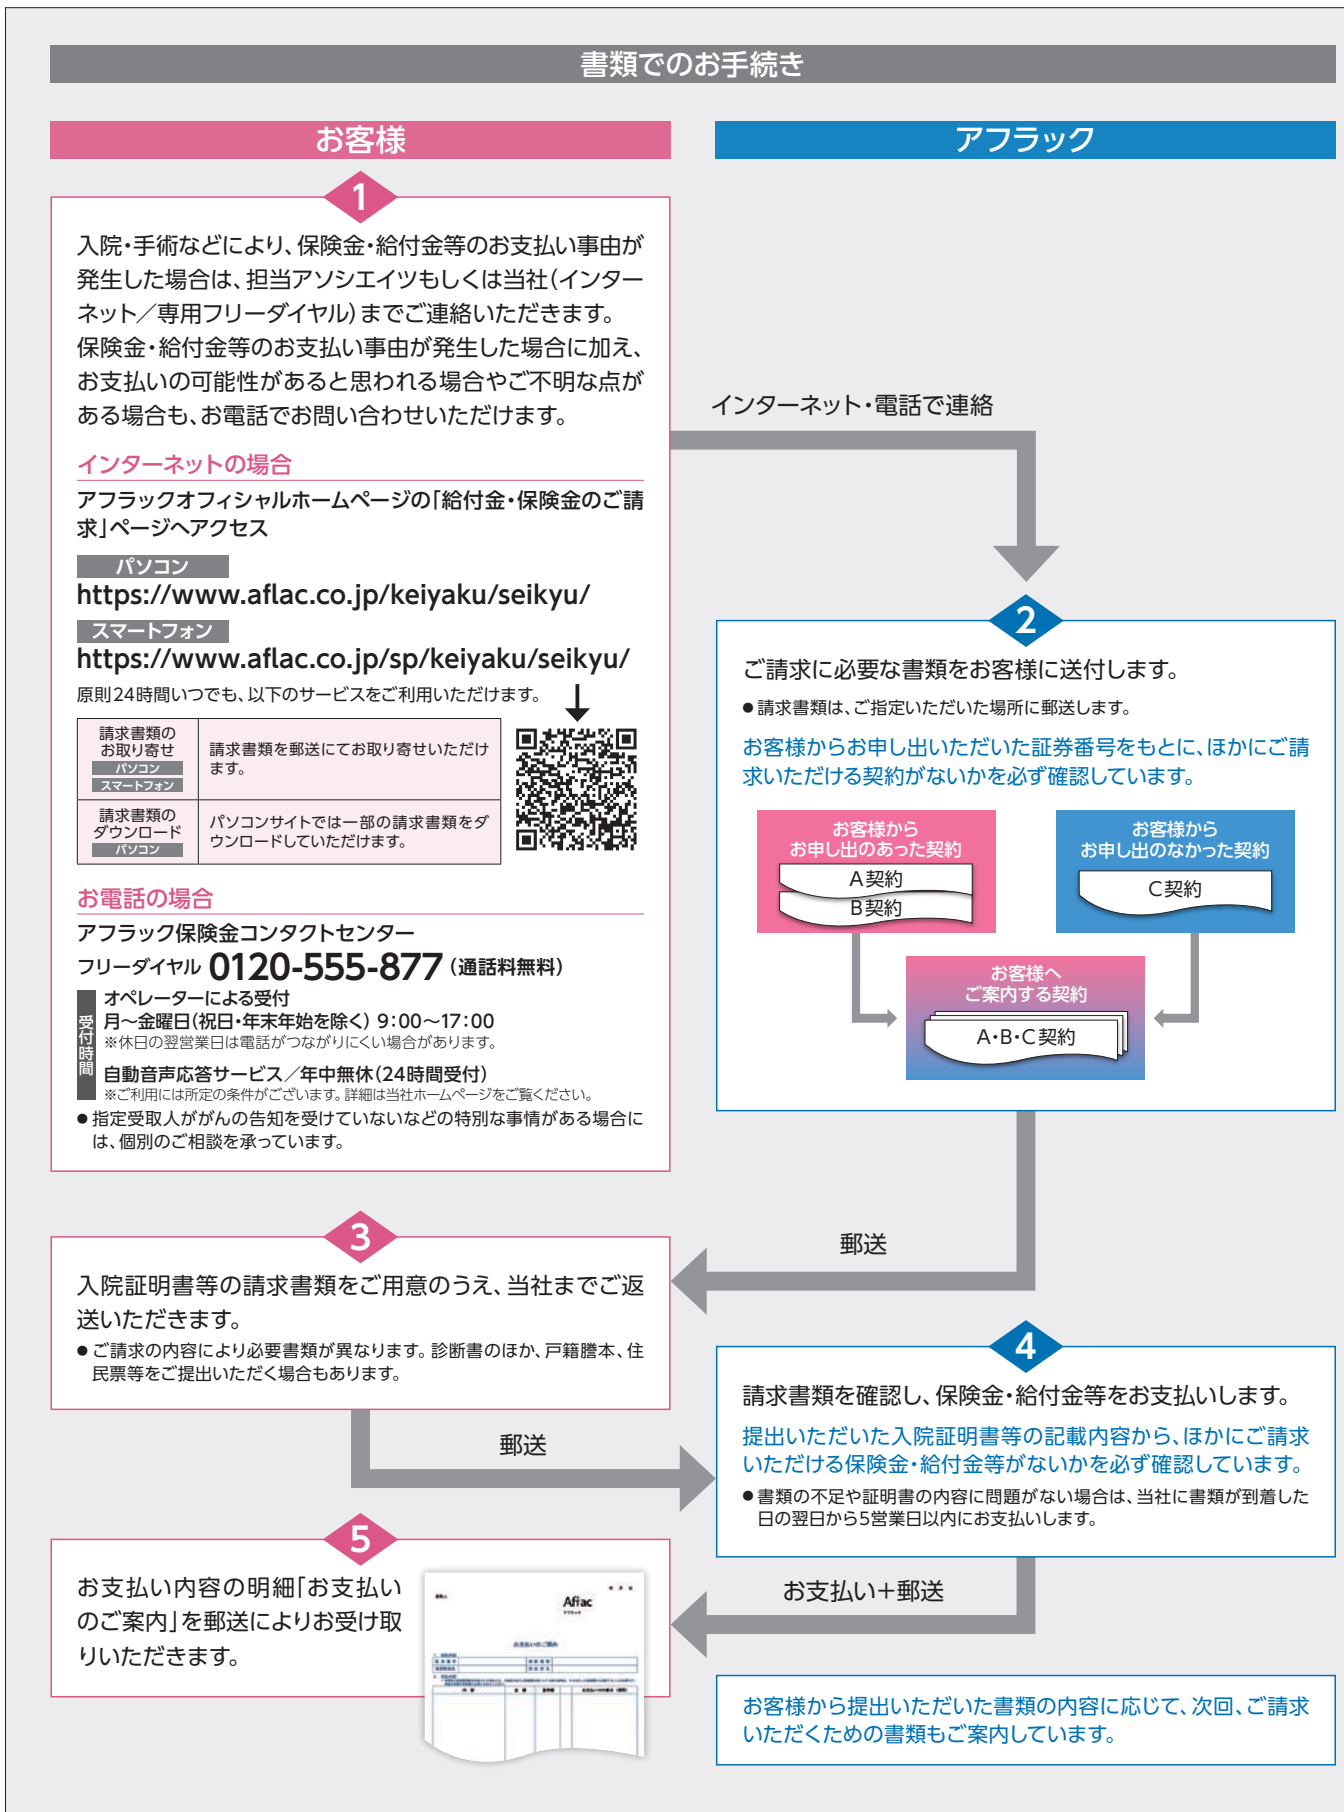 書類でのお手続き
お客様
アフラック
1
入院・手術などにより、保険金・給付金等のお支払い事由が
発生した場合は、担当アソシエイツもしくは当社(インター
ネット／専用フリーダイヤル)までご連絡いただきます。
保険金・給付金等のお支払い事由が発生した場合に加え、
お支払いの可能性があると思われる場合やご不明な点が
ある場合も、お電話でお問い合わせいただけます。
インターネットの場合
アフラックオフィシャルホームページの「給付金・保険金のご請
求」ページへアクセス
パソコン
https://www.aflac.co.jp/keiyaku/seikyu/
スマートフォン
https://www.aflac.co.jp/sp/keiyaku/seikyu/
原則24時間いつでも、以下のサービスをご利用いただけます。
請求書類の
お取り寄せ
パソコン
スマートフォン
請求書類を郵送にてお取り寄せいただけ
ます。
請求書類の
ダウンロード
パソコン
パソコンサイトでは一部の請求書類をダ
ウンロードしていただけます。
お電話の場合
アフラック保険金コンタクトセンター
フリーダイヤル 0120-555-877 (通話料無料)
受付時間
オペレーターによる受付
月～金曜日(祝日・年末年始を除く) 9:00～17:00
※休日の翌営業日は電話がつながりにくい場合があります。
自動音声応答サービス／年中無休(24時間受付)
※ご利用には所定の条件がございます。詳細は当社ホームページをご覧ください。
●指定受取人ががんの告知を受けていないなどの特別な事情がある場合に
は、個別のご相談を承っています。
インターネット・電話で連絡
2
ご請求に必要な書類をお客様に送付します。
●請求書類は、ご指定いただいた場所に郵送します。
お客様からお申し出いただいた証券番号をもとに、ほかにご請
求いただける契約がないかを必ず確認しています。
お客様から
お申し出のあった契約
A契約
B契約
お客様から
お申し出のなかった契約
C契約
お客様へ
ご案内する契約
A・B・C契約
郵送
3
入院証明書等の請求書類をご用意のうえ、当社までご返
送いただきます。
●ご請求の内容により必要書類が異なります。診断書のほか、戸籍謄本、住
民票等をご提出いただく場合もあります。
郵送
4
請求書類を確認し、保険金・給付金等をお支払いします。
提出いただいた入院証明書等の記載内容から、ほかにご請求
いただける保険金・給付金等がないかを必ず確認しています。
●書類の不足や証明書の内容に問題がない場合は、当社に書類が到着した
日の翌日から5営業日以内にお支払いします。
お支払い＋郵送
5
お支払い内容の明細「お支払い
のご案内」を郵送によりお受け取
りいただきます。
Aflac
お支払いのご案内
お客様から提出いただいた書類の内容に応じて、次回、ご請求
いただくための書類もご案内しています。